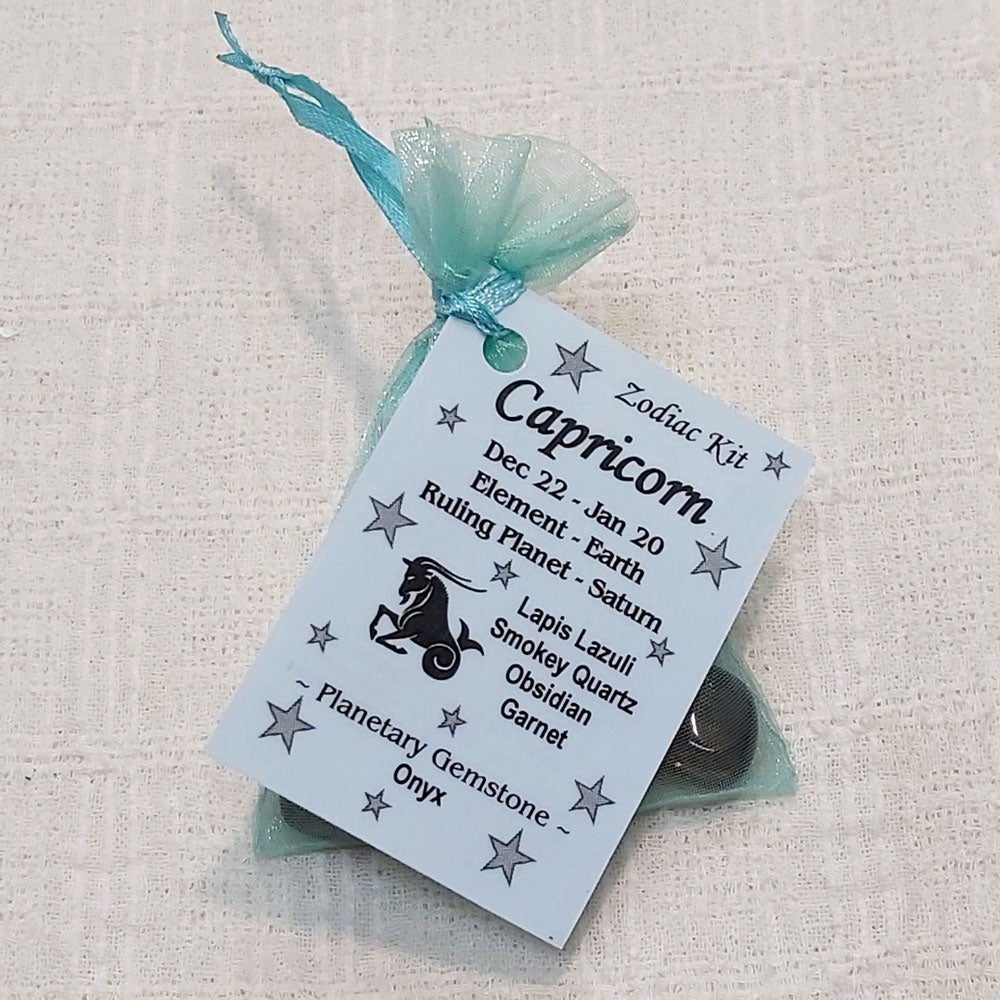 Zodiac Kit
Capricorn
Dec 22 - Jan 20
Element - Earth
Ruling Planet - Saturn
Lapis Lazuli
Smokey Quartz
Obsidian
Garnet
~ Planetary Gemstone ~
Onyx